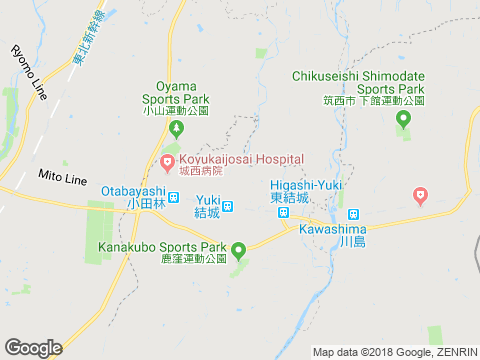 東北新幹線
Ryomo Line
Oyama
Sports Park
小山運動公園
Chikuseishi Shimodate
Sports Park
筑西市 下館運動公園
Koyukaijosai Hospital
城西病院
Mito Line
Otabayashi
小田林
Yuki
結城
Higashi-Yuki
東結城
Kawashima
川島
Kanakubo Sports Park
鹿窪運動公園
Google
Map data ©2018 Google, ZENRIN